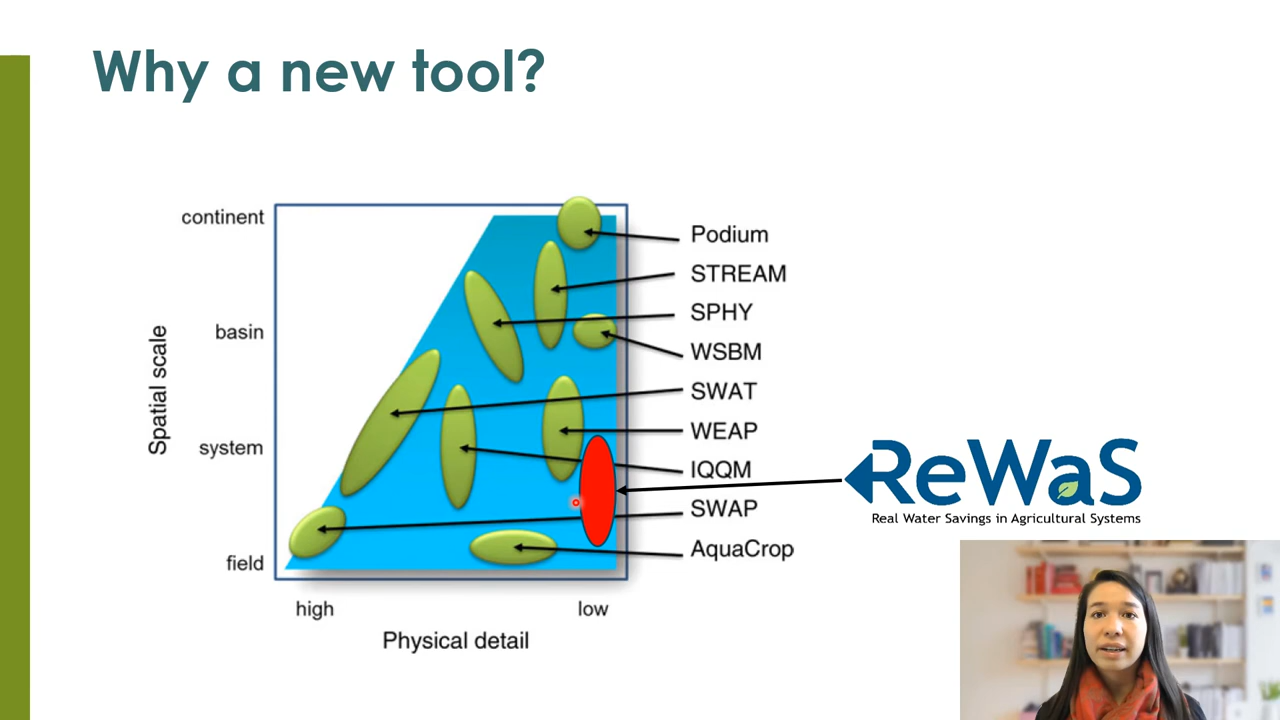 Why a new tool?
continent
basin
system
field
Spatial scale
high
low
Physical detail
Podium
STREAM
SPHY
WSBM
SWAT
WEAP
IQQM
SWAP
AquaCrop
ReWaS
Real Water Savings in Agricultural Systems